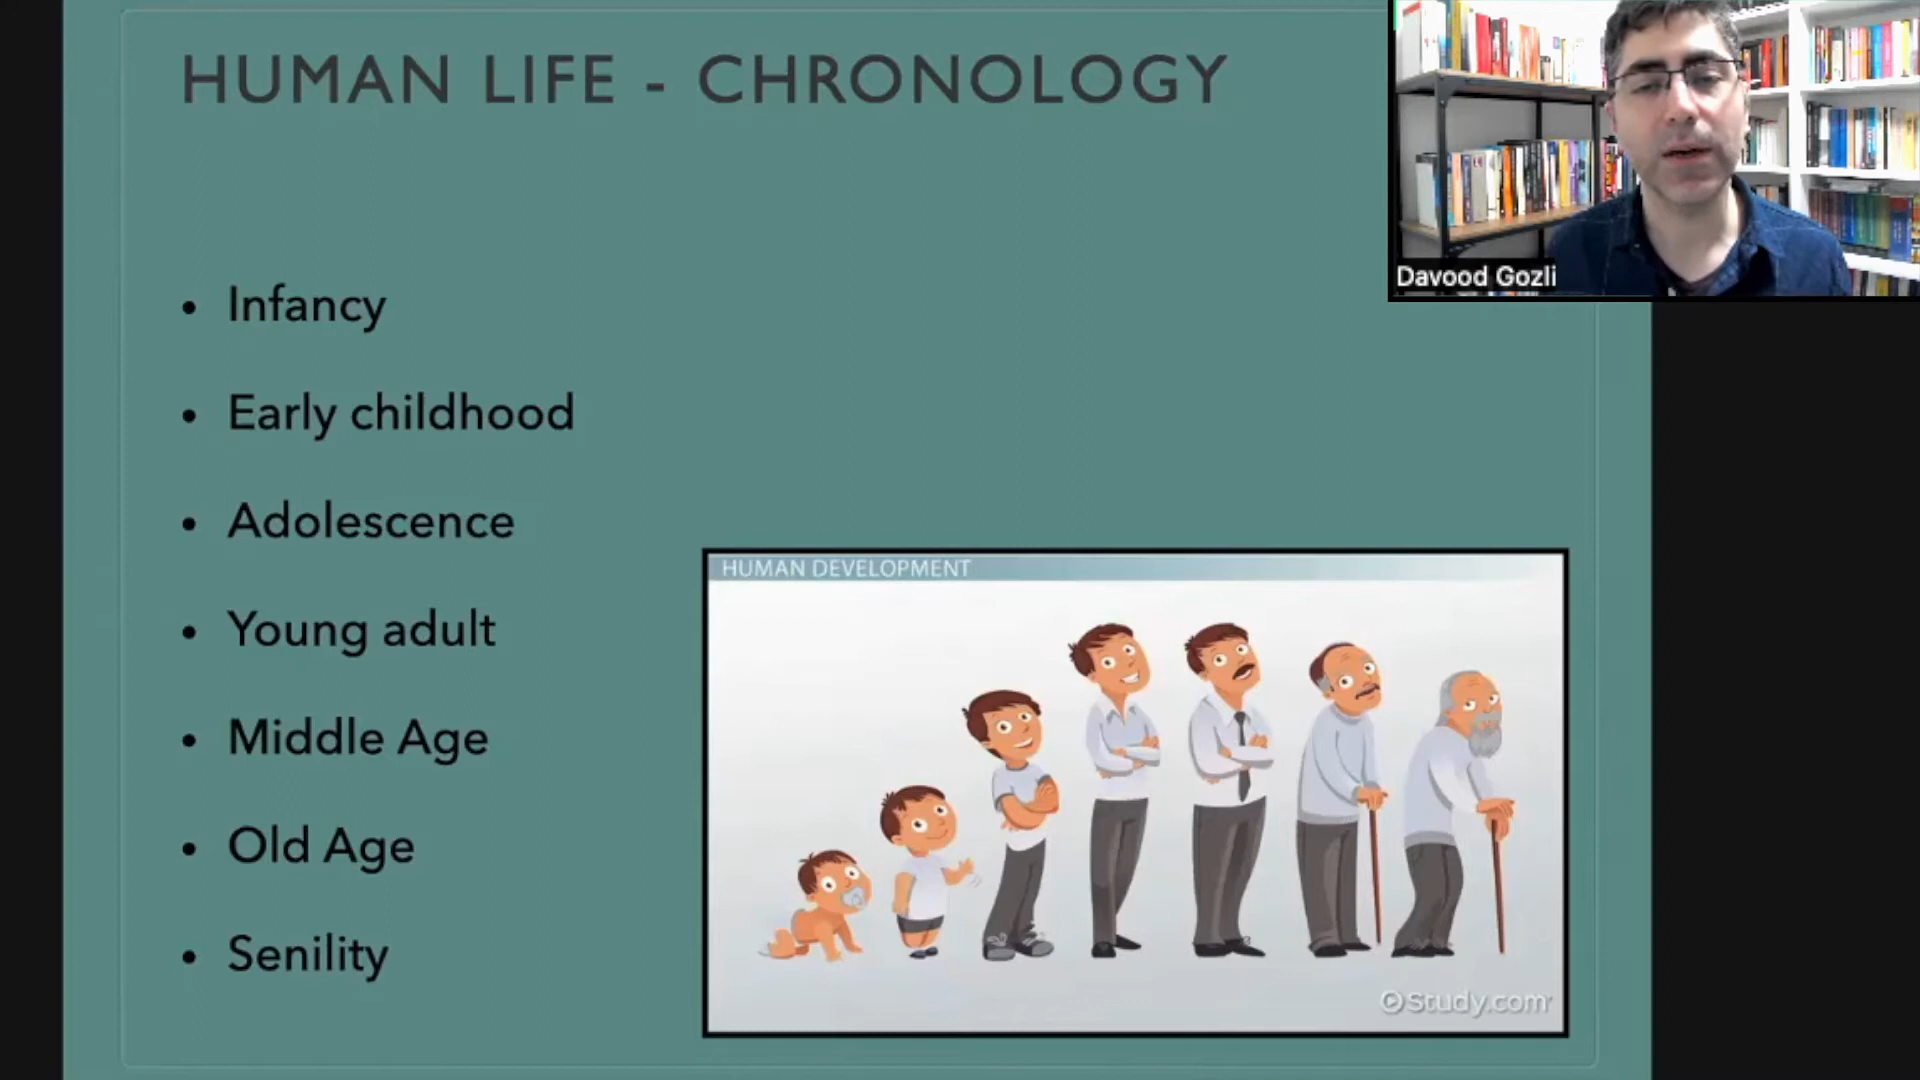 HUMAN LIFE - CHRONOLOGY
Davood Gozli
• Infancy
• Early childhood
• Adolescence
• Young adult
• Middle Age
• Old Age
• Senility
HUMAN DEVELOPMENT
Study.com